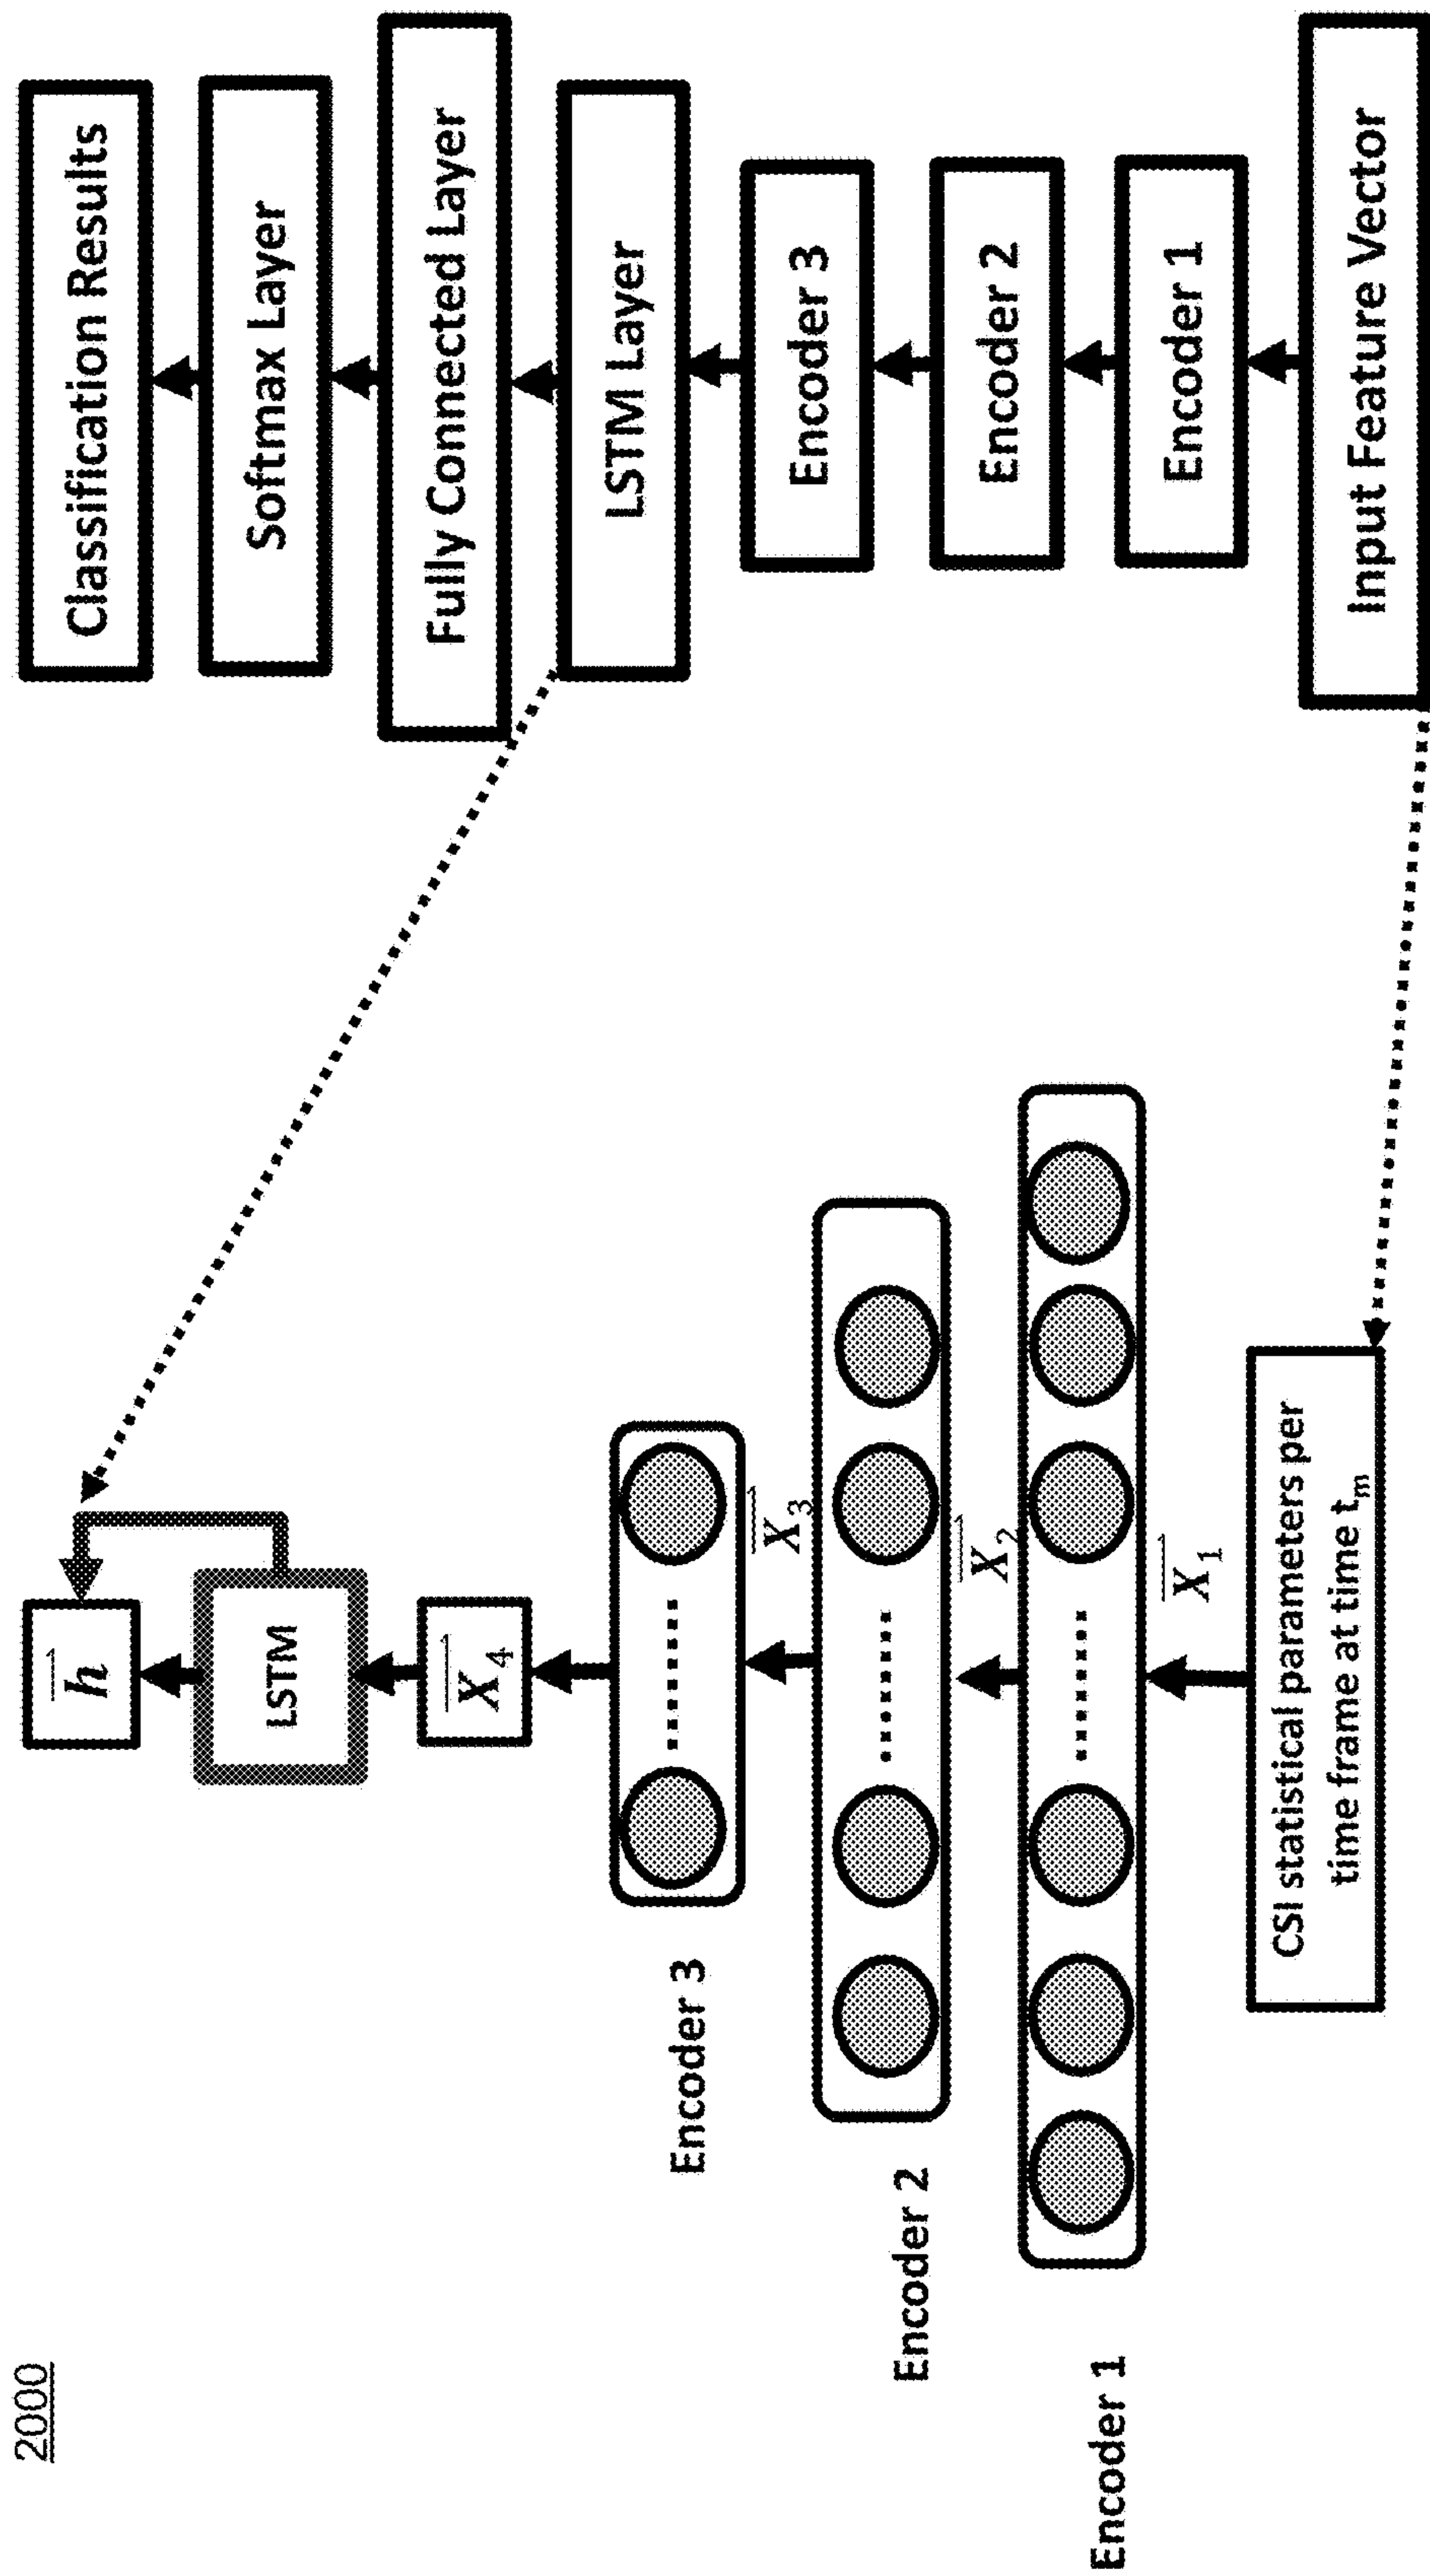 2000
h
LSTM
X4
Encoder 3
X3
Encoder 2
X2
Encoder 1
X1
CSI statistical parameters per
time frame at time tm
Classification Results
Softmax Layer
Fully Connected Layer
LSTM Layer
Encoder 3
Encoder 2
Encoder 1
Input Feature Vector